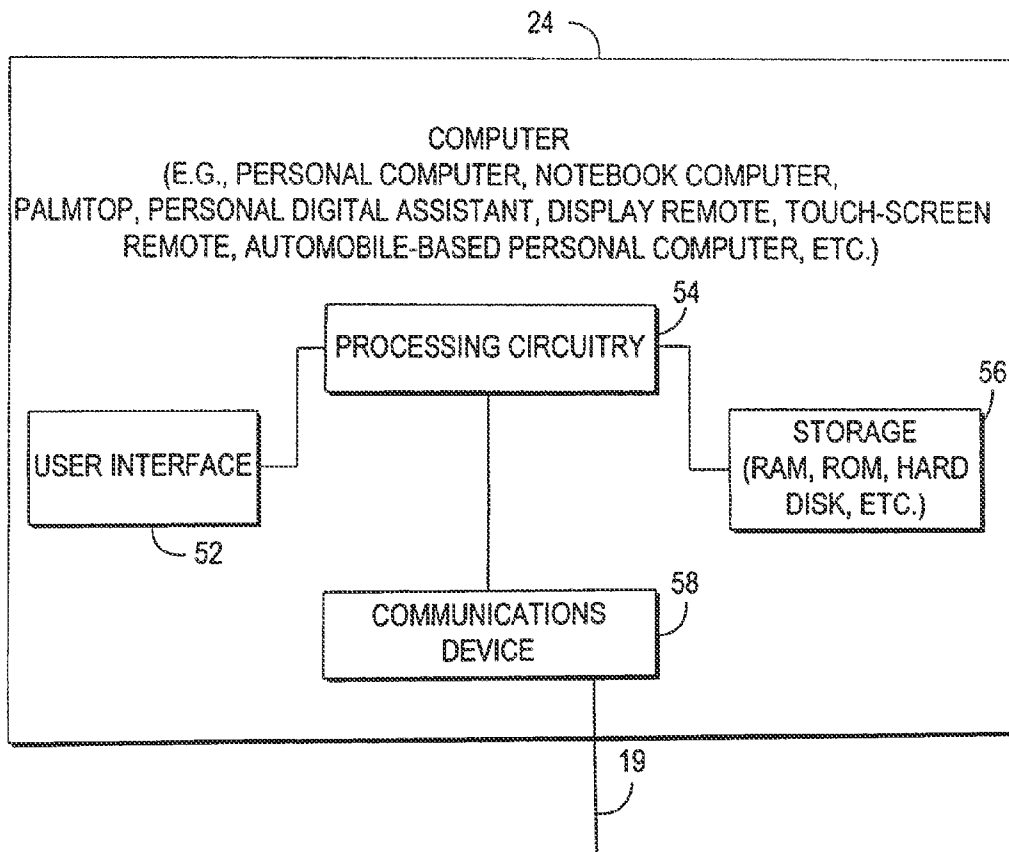 24
COMPUTER
(E.G., PERSONAL COMPUTER, NOTEBOOK COMPUTER,
PALMTOP, PERSONAL DIGITAL ASSISTANT, DISPLAY REMOTE, TOUCH-SCREEN
REMOTE, AUTOMOBILE-BASED PERSONAL COMPUTER, ETC.)
54
PROCESSING CIRCUITRY
56
USER INTERFACE
STORAGE
(RAM, ROM, HARD
DISK, ETC.)
52
58
COMMUNICATIONS
DEVICE
19